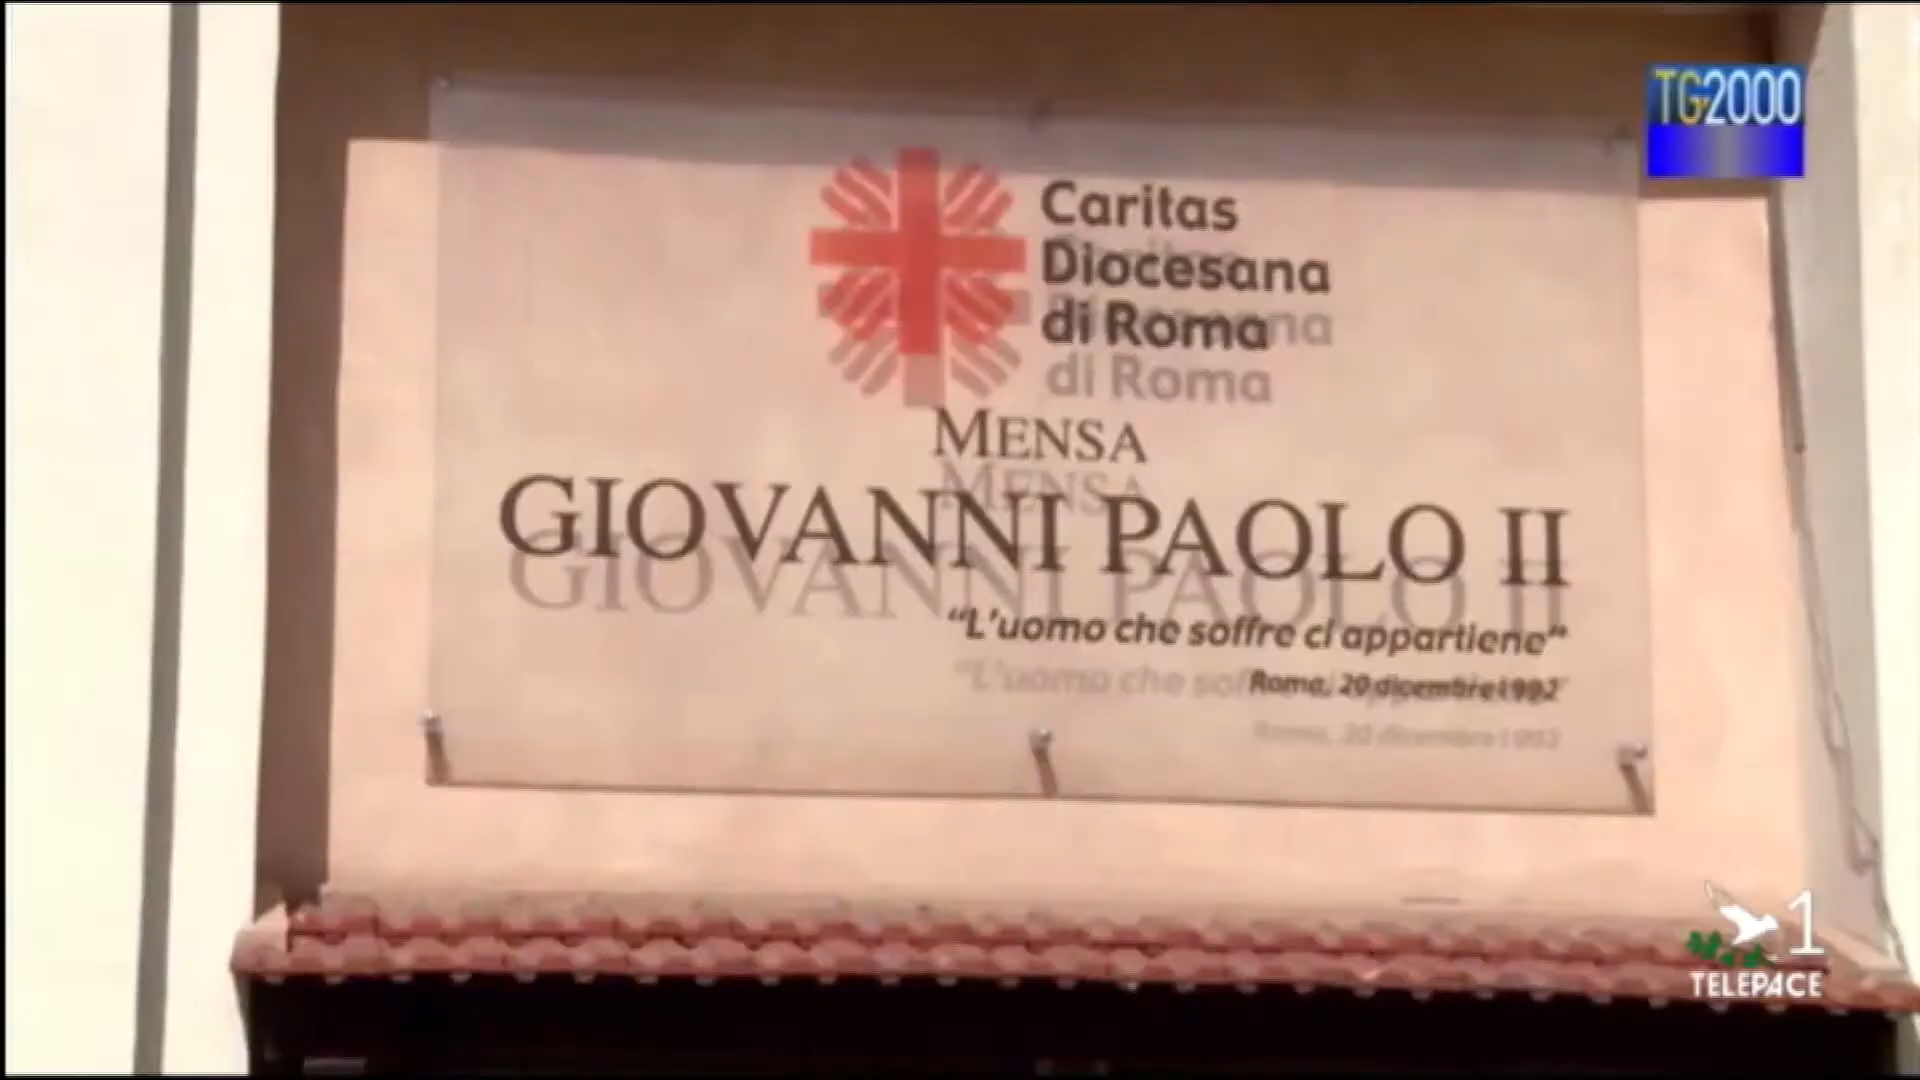 TG2000
Caritas
Diocesana
di Roma
MENSA
GIOVANNI PAOLO II
“L’uomo che soffre ci appartiene”
Roma, 20 dicembre 1992
1
TELEPACE